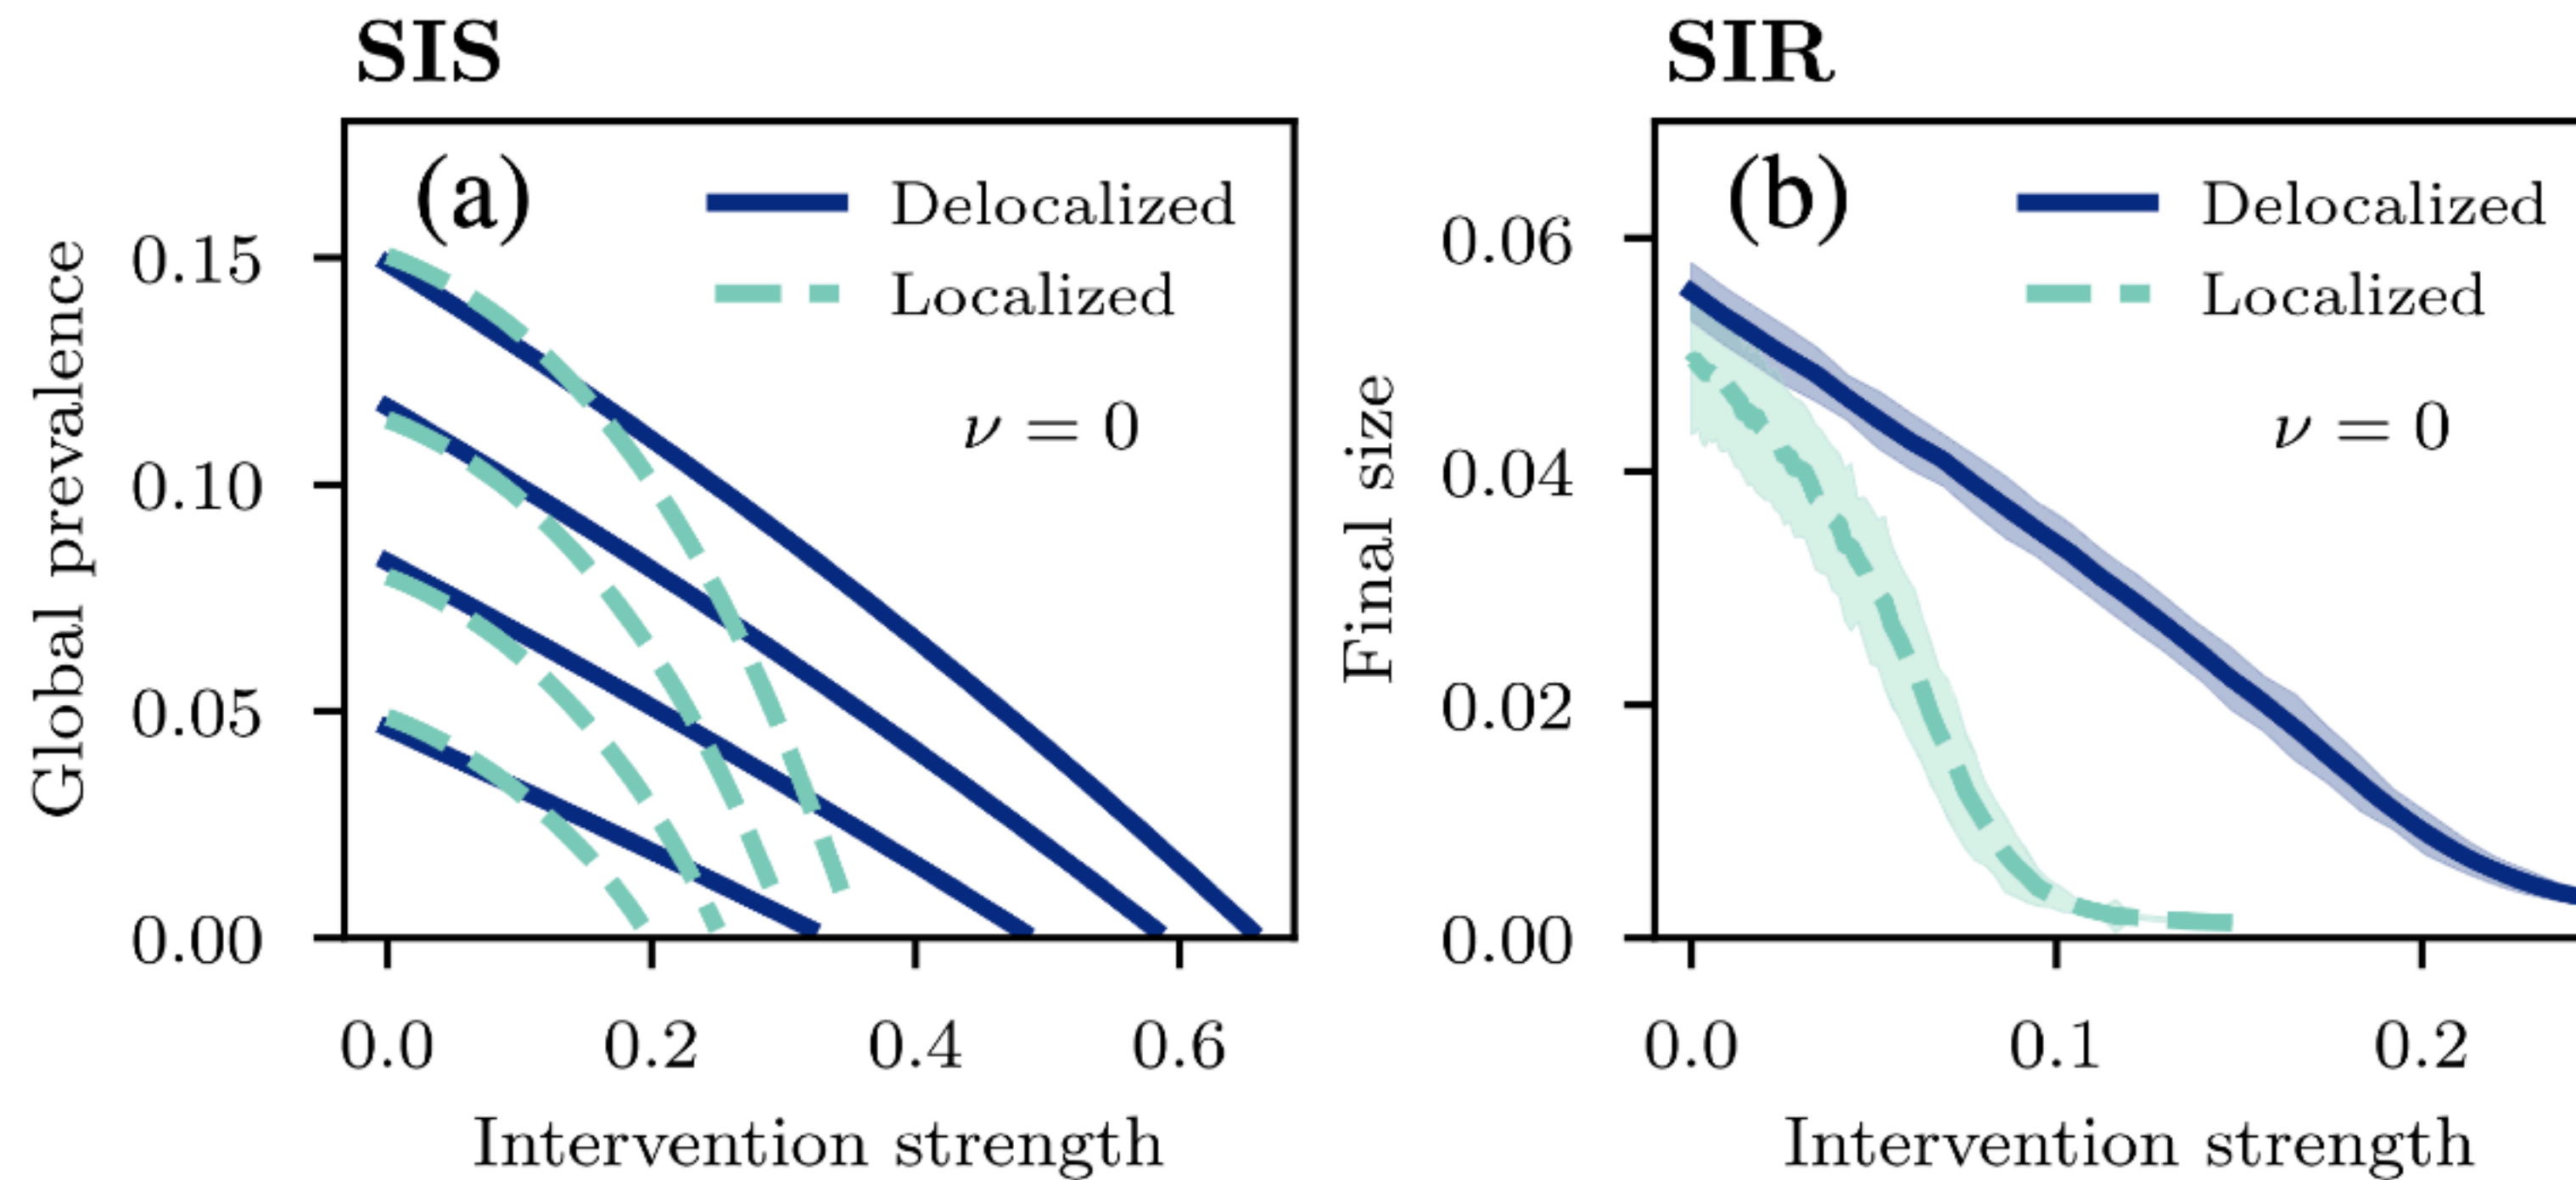 SIS
(a)
Delocalized
Localized
ν = 0
Global prevalence
0.15
0.10
0.05
0.00
0.0 0.2 0.4 0.6
Intervention strength
SIR
(b)
Delocalized
Localized
ν = 0
Final size
0.06
0.04
0.02
0.00
0.0 0.1 0.2
Intervention strength